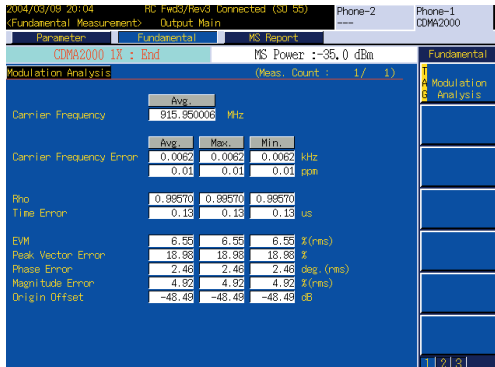 2004/03/09 20:04 RC Fwd3/Rev3 Connected (SO 55) Phone-2 Phone-1
<Fundamental Measurement> Output Main --- CDMA2000
Parameter Fundamental MS Report
CDMA2000 1X : End MS Power :-35.0 dBm Fundamental
Modulation Analysis (Meas. Count : 1/ 1)
TAG Modulation Analysis
Avg.
Carrier Frequency 915.950006 MHz
Avg. Max. Min.
Carrier Frequency Error 0.0062 0.0062 0.0062 kHz
0.01 0.01 0.01 ppm
Rho 0.99570 0.99570 0.99570
Time Error 0.13 0.13 0.13 us
EVM 6.55 6.55 6.55 %(rms)
Peak Vector Error 18.98 18.98 18.98 %
Phase Error 2.46 2.46 2.46 deg.(rms)
Magnitude Error 4.92 4.92 4.92 %(rms)
Origin Offset -48.49 -48.49 -48.49 dB
1 2 3